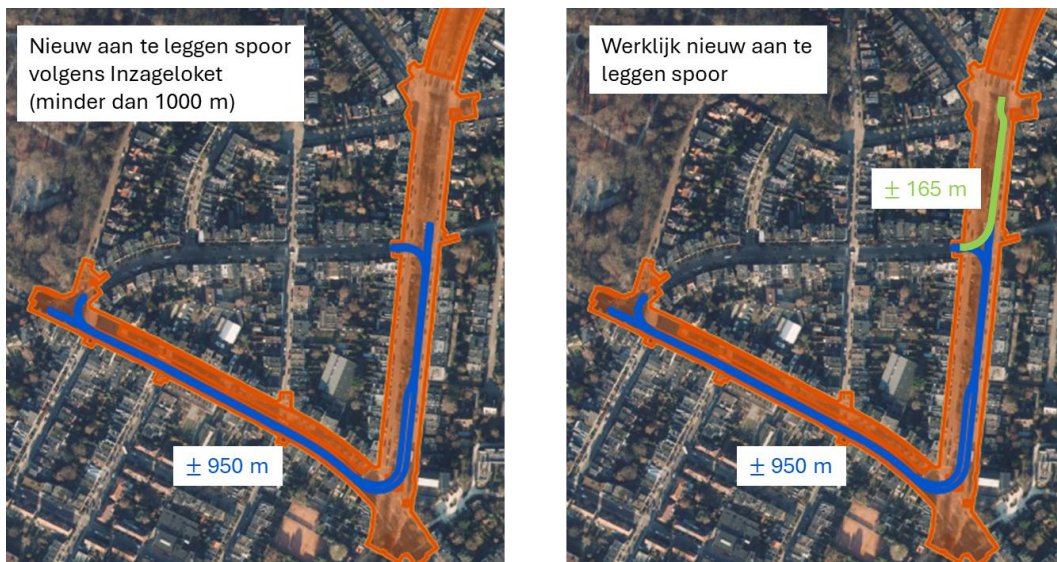 Nieuw aan te leggen spoor
volgens Inzageloket
(minder dan 1000 m)
± 950 m
Werklijk nieuw aan te
leggen spoor
± 165 m
± 950 m